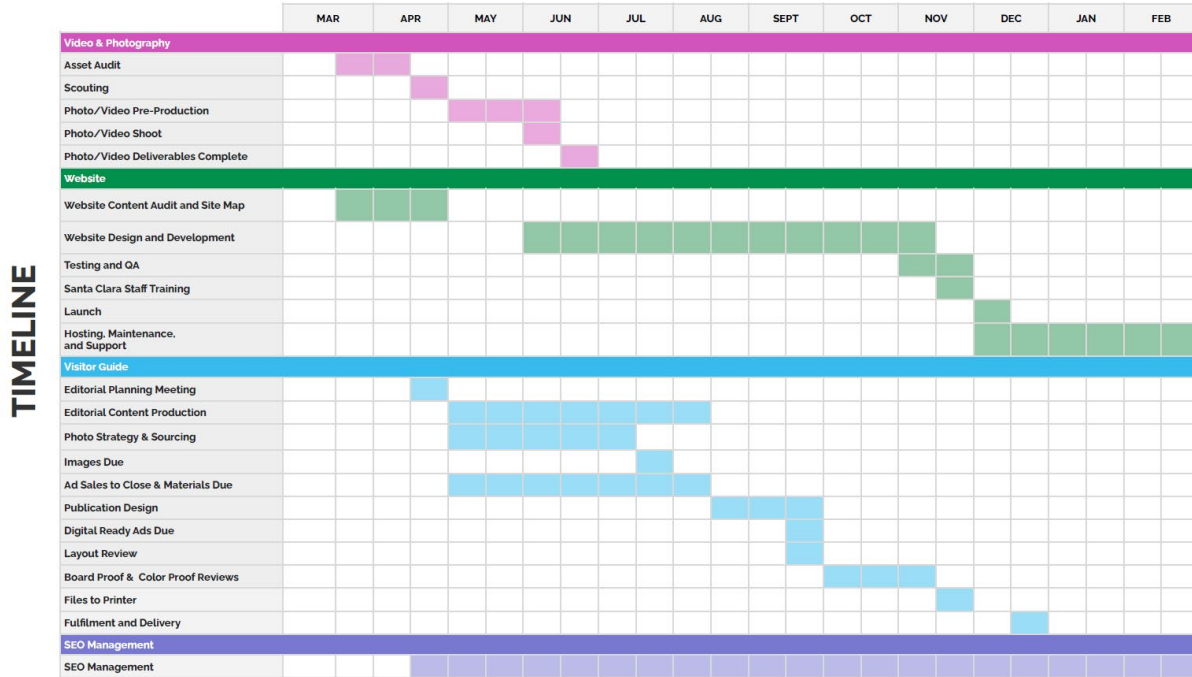 TIMELINE
MAR APR MAY JUN JUL AUG SEPT OCT NOV DEC JAN FEB
Video & Photography
Asset Audit
Scouting
Photo/Video Pre-Production
Photo/Video Shoot
Photo/Video Deliverables Complete
Website
Website Content Audit and Site Map
Website Design and Development
Testing and QA
Santa Clara Staff Training
Launch
Hosting, Maintenance,
and Support
Visitor Guide
Editorial Planning Meeting
Editorial Content Production
Photo Strategy & Sourcing
Images Due
Ad Sales to Close & Materials Due
Publication Design
Digital Ready Ads Due
Layout Review
Board Proof & Color Proof Reviews
Files to Printer
Fulfilment and Delivery
SEO Management
SEO Management